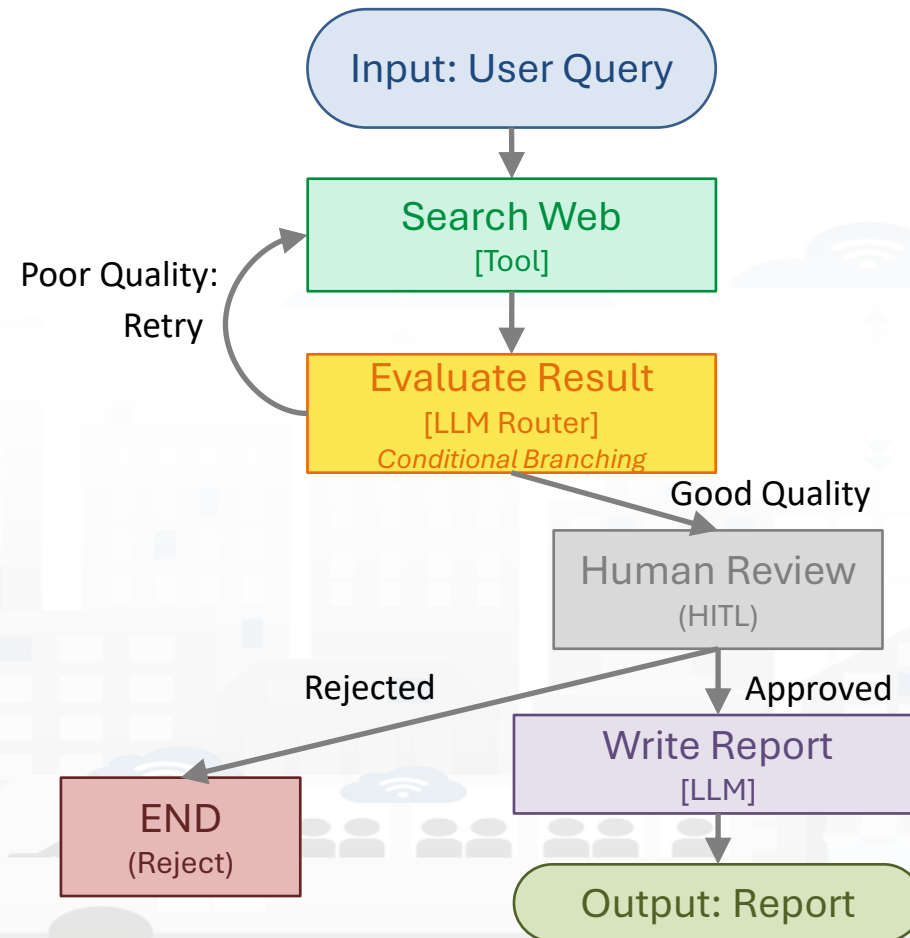 Input: User Query
Search Web
[Tool]
Poor Quality:
Retry
Evaluate Result
[LLM Router]
Conditional Branching
Good Quality
Human Review
(HITL)
Rejected
Approved
Write Report
[LLM]
END
(Reject)
Output: Report